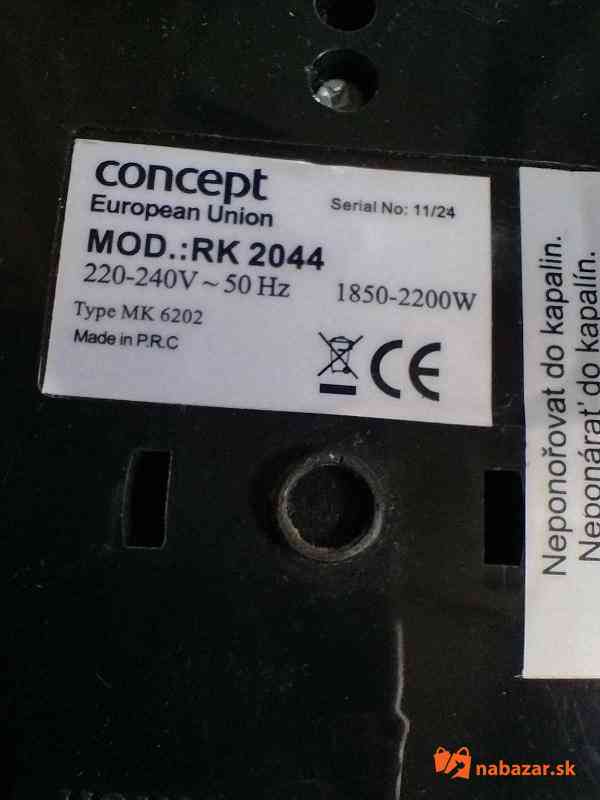 concept
European Union
Serial No: 11/24
MOD.:RK 2044
220-240V ~ 50 Hz
1850-2200W
Type MK 6202
Made in P.R.C
CE
Neponořovat do kapalin.
Neponárať do kapalín.
nabazar.sk